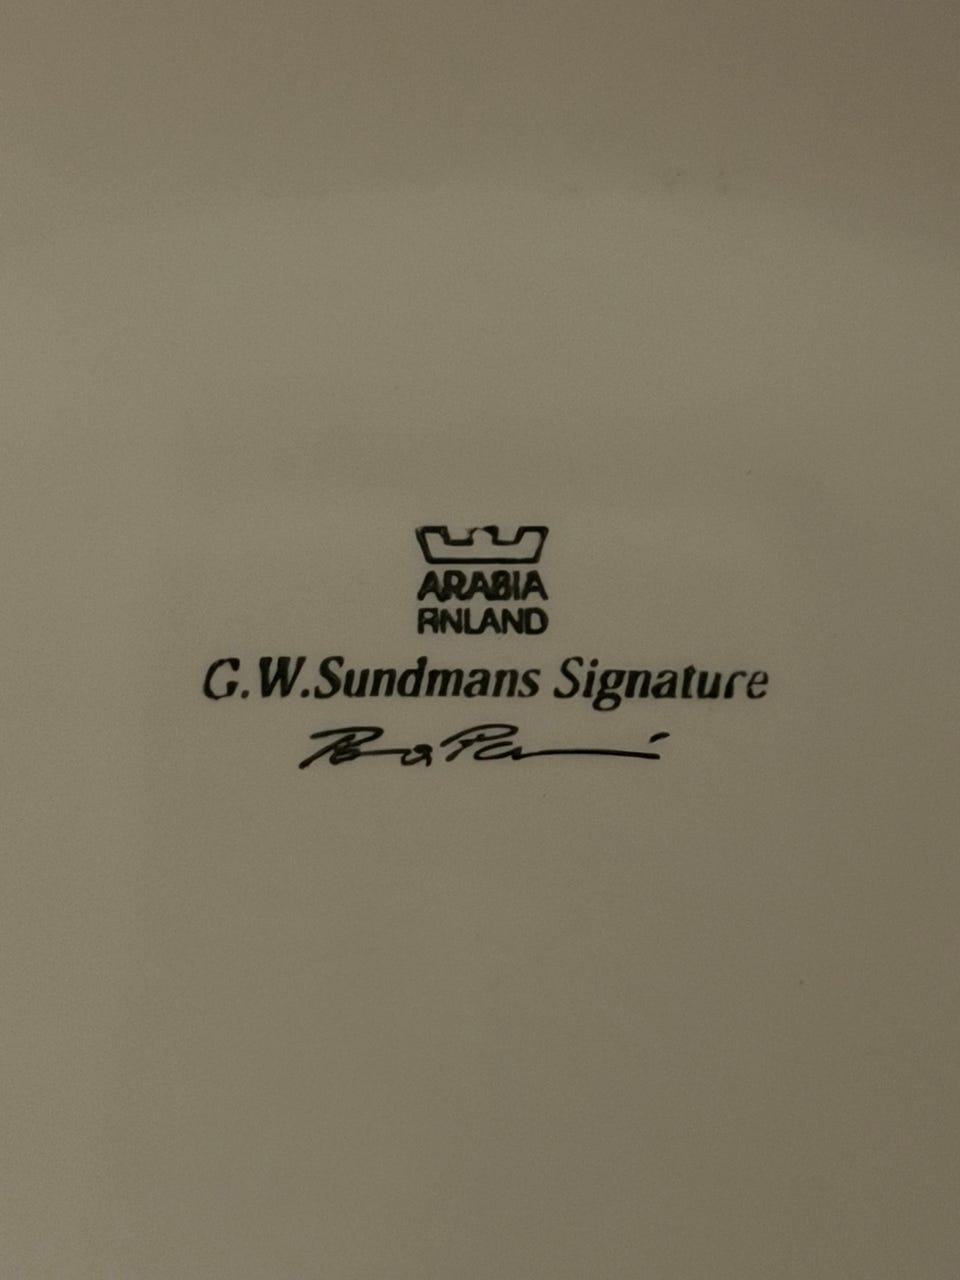 ARABIA
FINLAND
G.W.Sundmans Signature